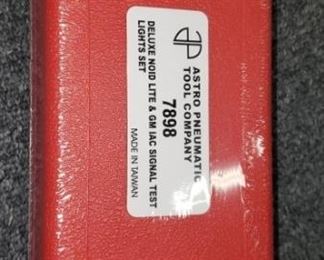 ASTRO PNEUMATIC
TOOL COMPANY
7898
DELUXE NOID LITE & GM IAC SIGNAL TEST
LIGHTS SET
MADE IN TAIWAN